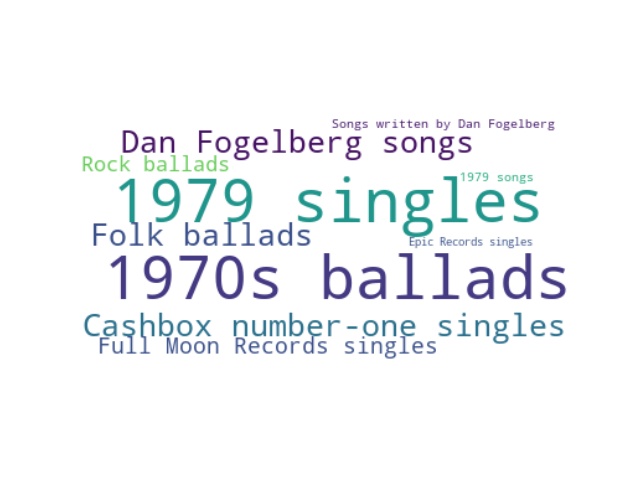 Songs written by Dan Fogelberg
Dan Fogelberg songs
Rock ballads
1979 songs
1979 singles
Folk ballads
Epic Records singles
1970s ballads
Cashbox number-one singles
Full Moon Records singles